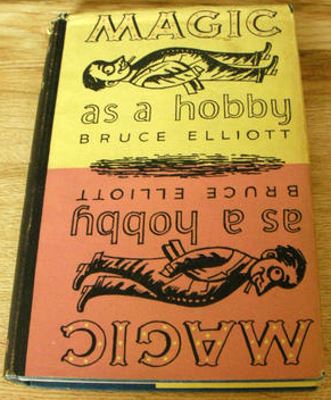 MAGIC
as a hobby
BRUCE ELLIOTT
BRUCE ELLIOTT
as a hobby
MAGIC